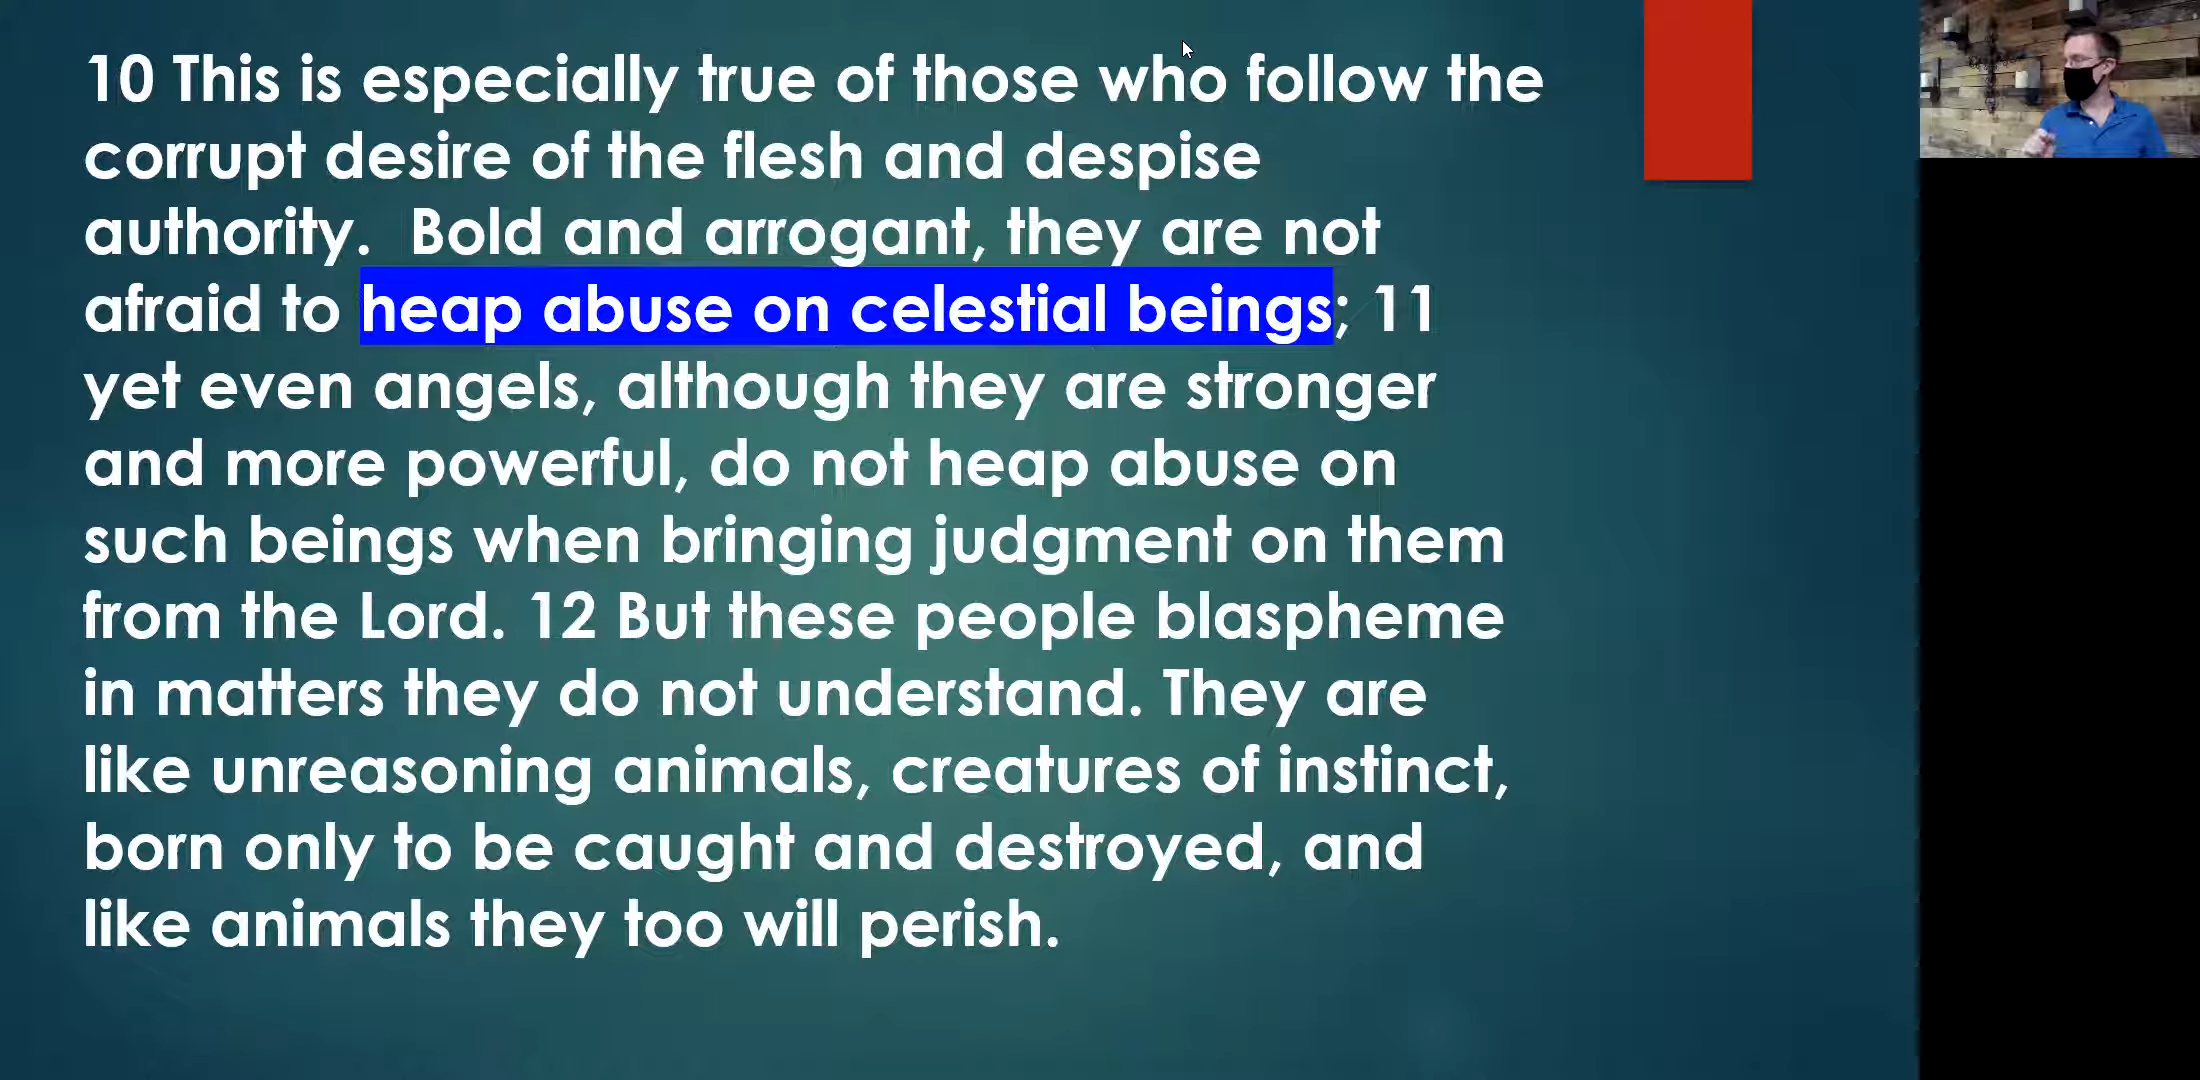 10 This is especially true of those who follow the
corrupt desire of the flesh and despise
authority.  Bold and arrogant, they are not
afraid to heap abuse on celestial beings; 11
yet even angels, although they are stronger
and more powerful, do not heap abuse on
such beings when bringing judgment on them
from the Lord. 12 But these people blaspheme
in matters they do not understand. They are
like unreasoning animals, creatures of instinct,
born only to be caught and destroyed, and
like animals they too will perish.